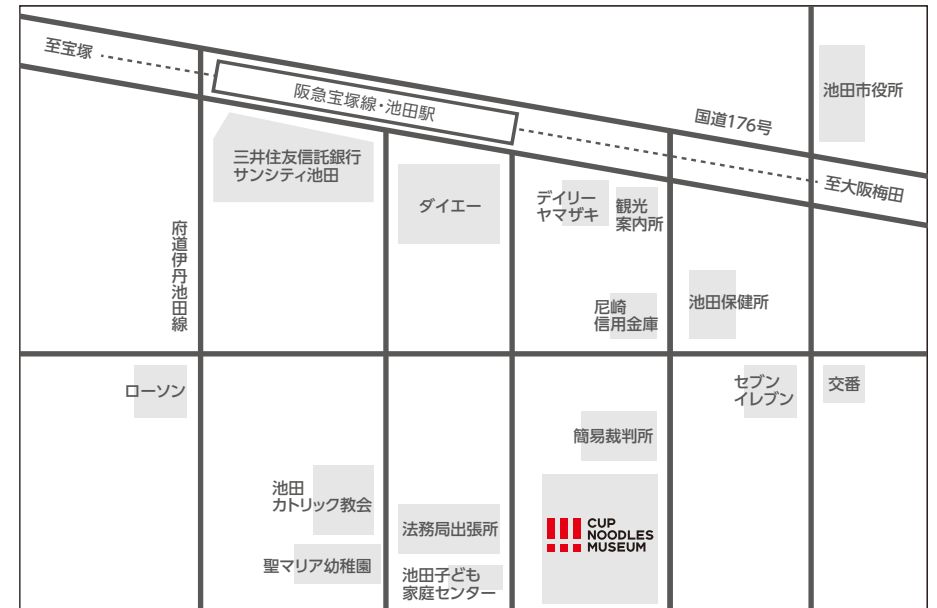 至宝塚
阪急宝塚線・池田駅
国道176号
池田市役所
至大阪梅田
三井住友信託銀行
サンシティ池田
ダイエー
デイリー
ヤマザキ
観光
案内所
府道伊丹池田線
尼崎
信用金庫
池田保健所
ローソン
セブン
イレブン
交番
簡易裁判所
池田
カトリック教会
法務局出張所
CUP
NOODLES
MUSEUM
聖マリア幼稚園
池田子ども
家庭センター